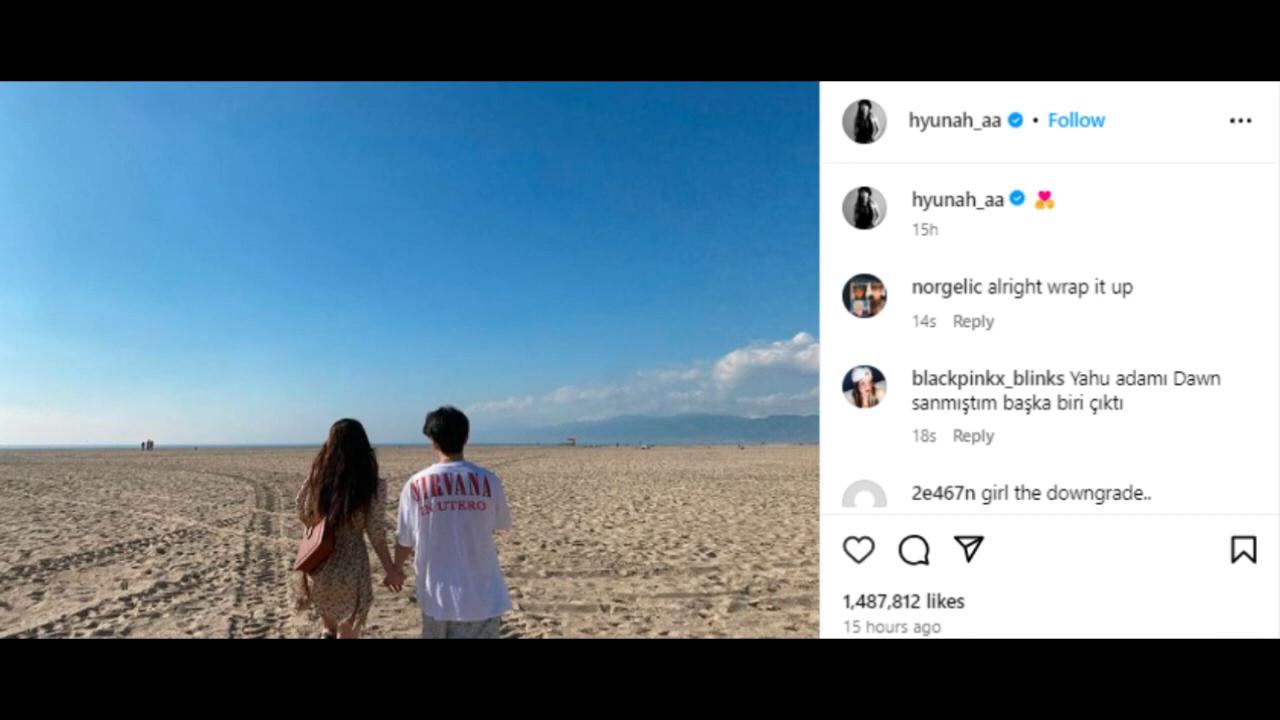 NIRVANA
IN UTERO
hyunah_aa • Follow
hyunah_aa 💏
15h
norgelic alright wrap it up
14s Reply
blackpinkx_blinks Yahu adamı Dawn
sanmıştım başka biri çıktı
18s Reply
2e467n girl the downgrade..
1,487,812 likes
15 hours ago